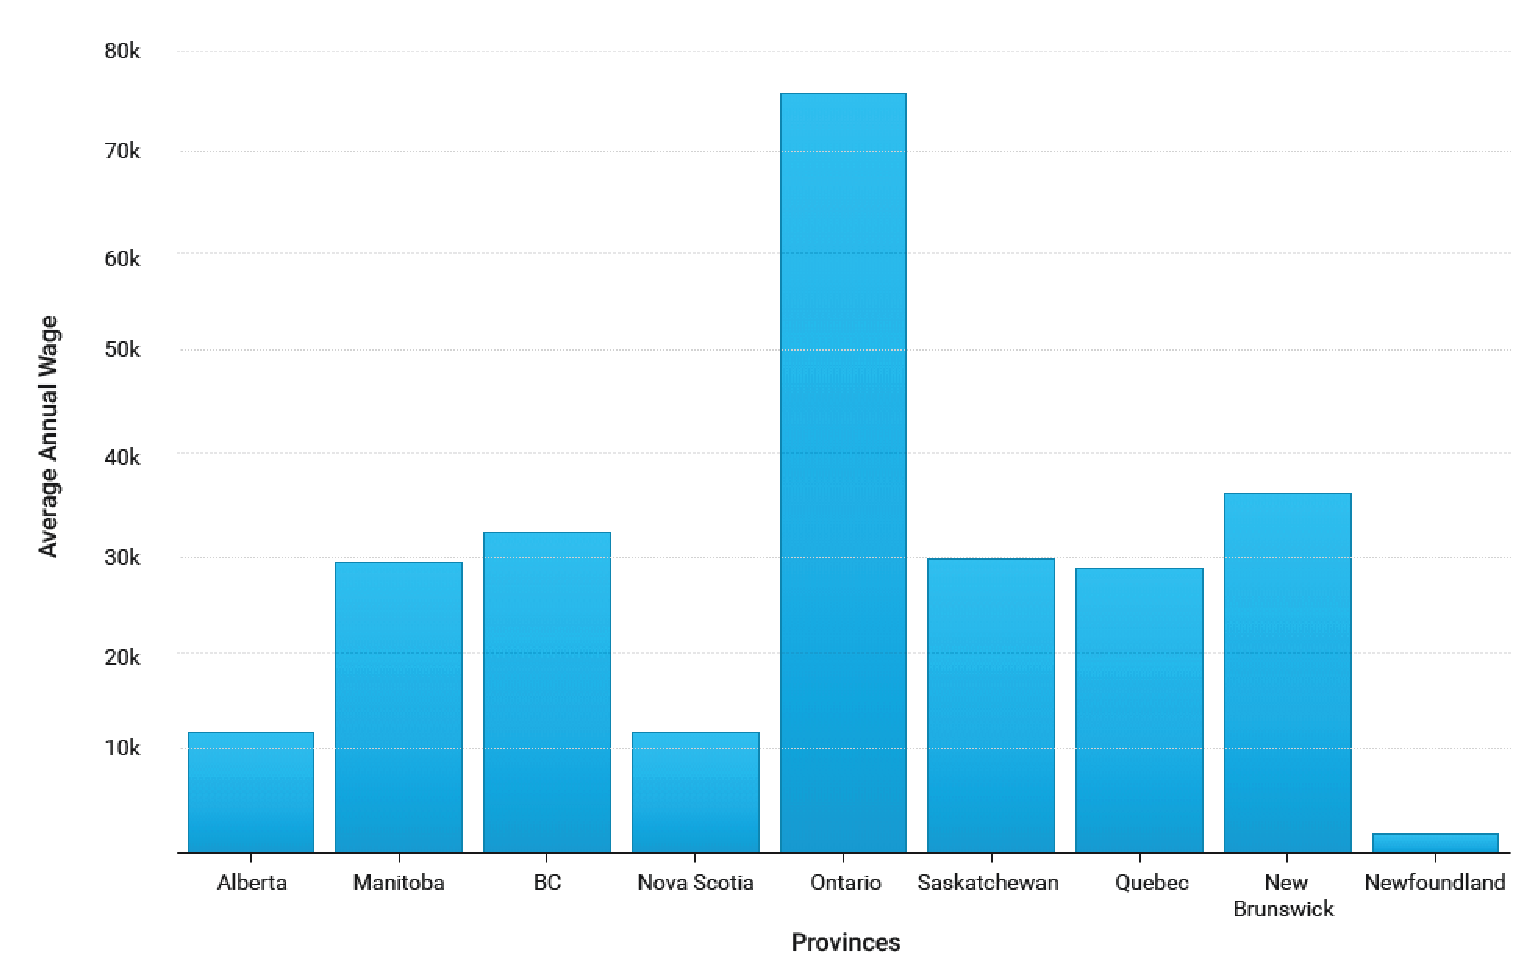 80k
70k
60k
50k
40k
30k
20k
10k
Average Annual Wage
Alberta
Manitoba
BC
Nova Scotia
Ontario
Saskatchewan
Quebec
New
Brunswick
Newfoundland
Provinces